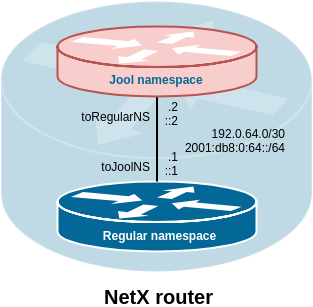 Jool namespace
toRegularNS
.2
::2
192.0.64.0/30
2001:db8:0:64::/64
toJoolNS
.1
::1
Regular namespace
NetX router